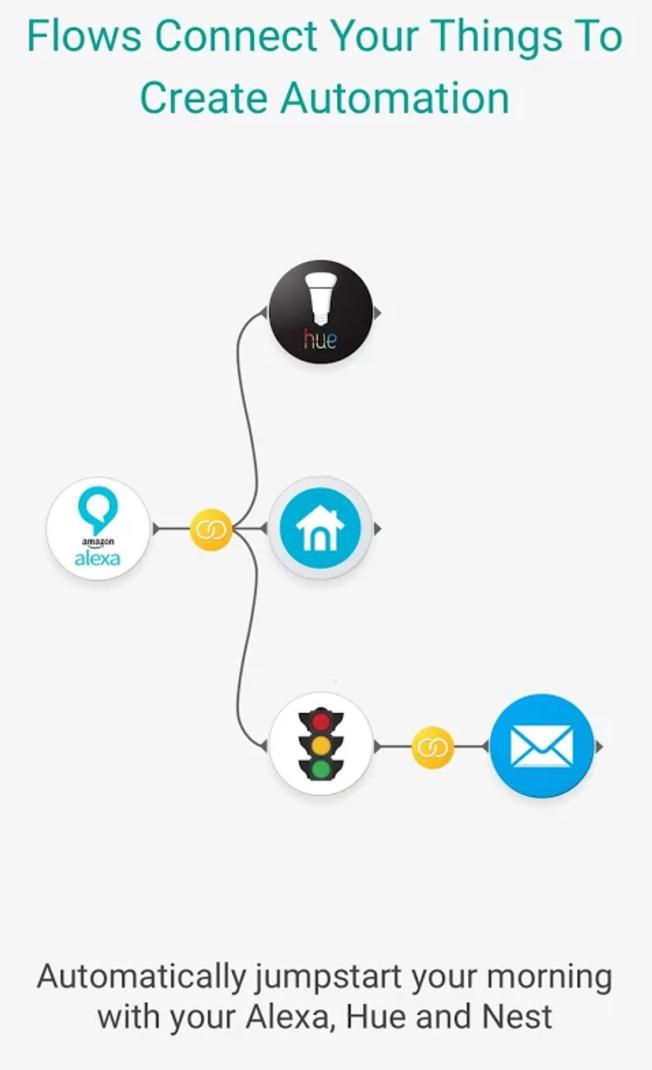 Flows Connect Your Things To
Create Automation
hue
amazon
alexa
Automatically jumpstart your morning
with your Alexa, Hue and Nest